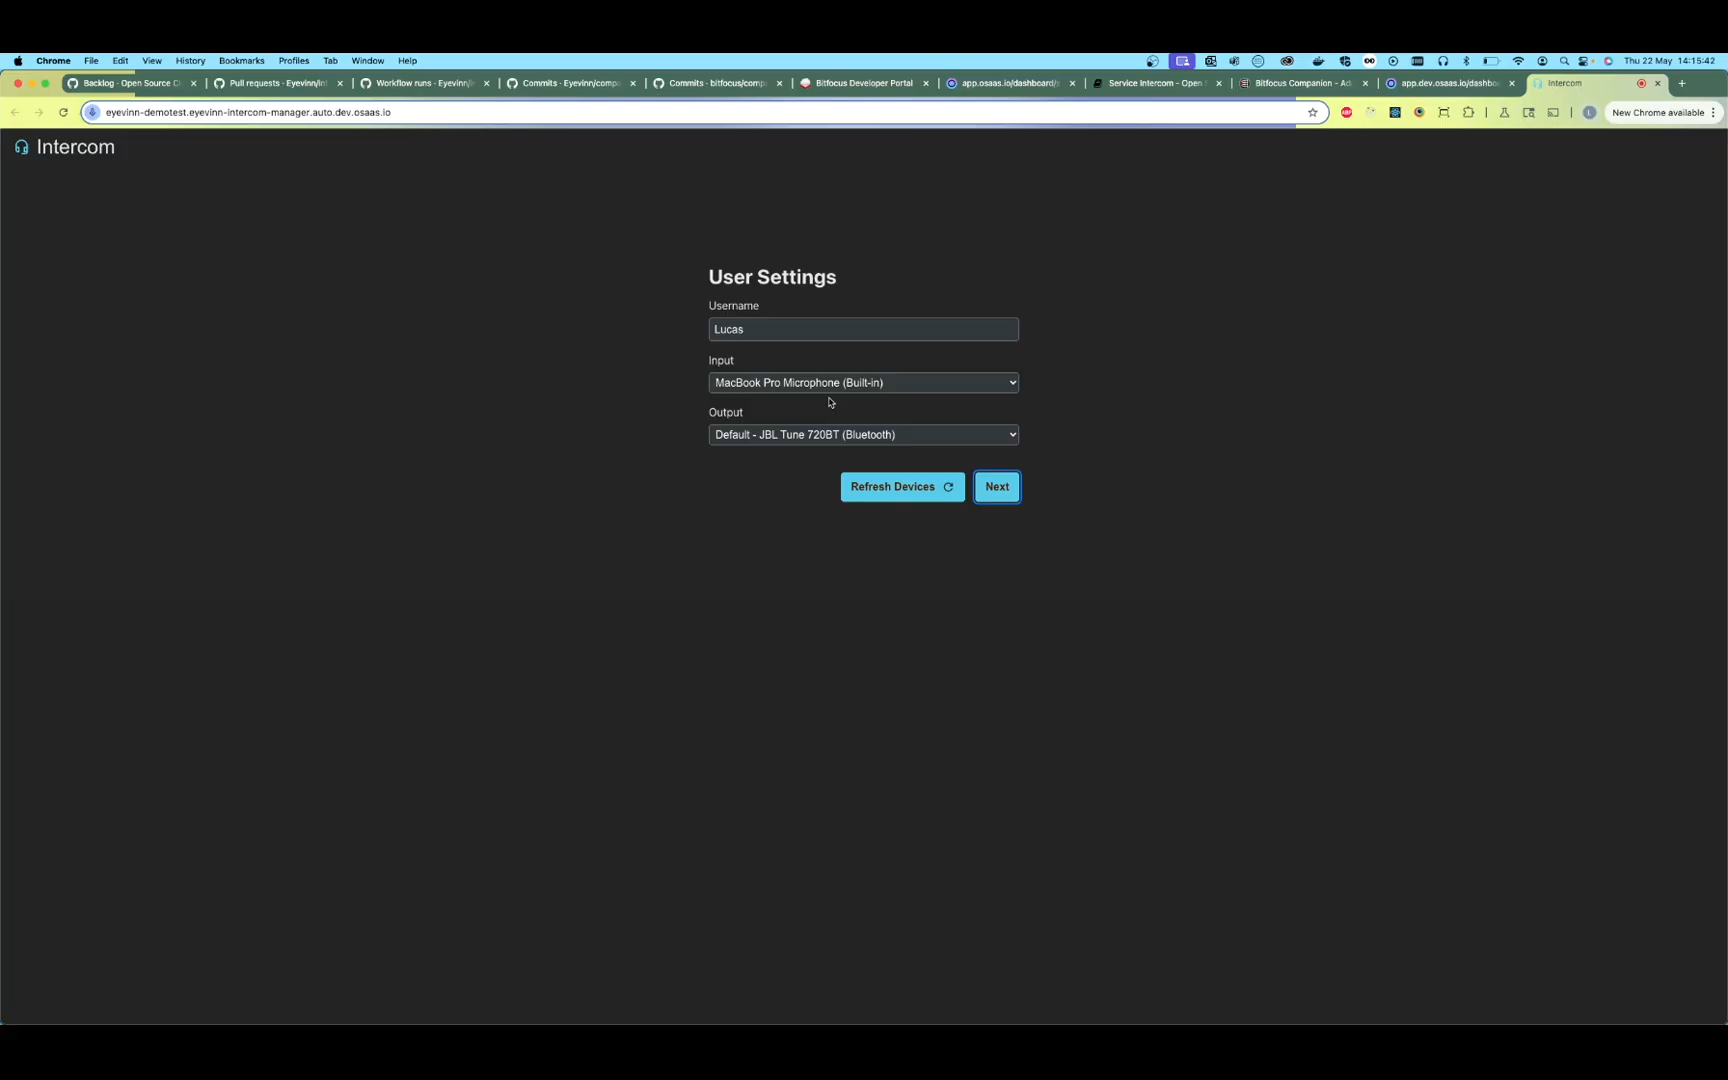 Chrome File Edit View History Bookmarks Profiles Tab Window Help Thu 22 May 14:15:42
Backlog - Open Source C Pull requests - Eyevinn/int Workflow runs - Eyevinn/i Commits - Eyevinn/compa Commits - bitfocus/compa Bitfocus Developer Portal app.osaas.io/dashboard/s Service Intercom - Open S Bitfocus Companion - Ad app.dev.osaas.io/dashbo Intercom
eyevinn-demotest.eyevinn-intercom-manager.auto.dev.osaas.io New Chrome available
Intercom
User Settings
Username
Lucas
Input
MacBook Pro Microphone (Built-in)
Output
Default - JBL Tune 720BT (Bluetooth)
Refresh Devices Next